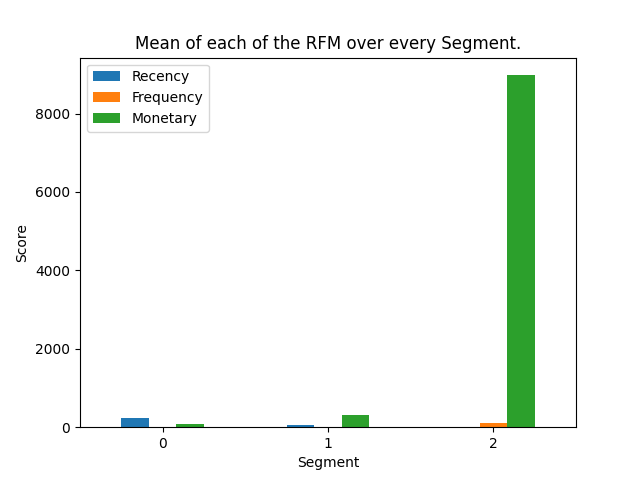 Mean of each of the RFM over every Segment.
Recency
Frequency
Monetary
8000
6000
4000
2000
0
Score
0 1 2
Segment